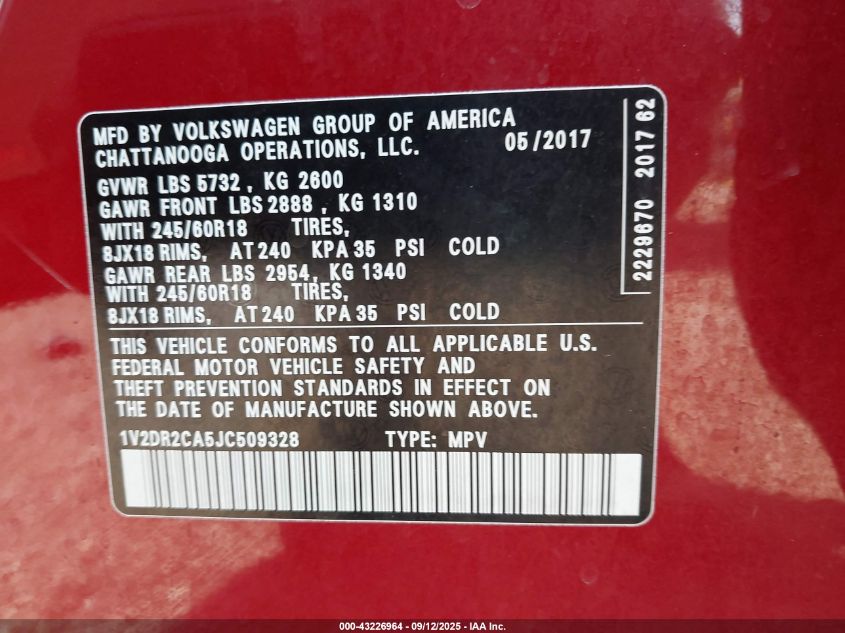 MFD BY VOLKSWAGEN GROUP OF AMERICA
CHATTANOOGA OPERATIONS, LLC. 05/2017
GVWR LBS 5732 , KG 2600
GAWR FRONT LBS 2888 , KG 1310
WITH 245/60R18 TIRES,
8JX18 RIMS, AT 240 KPA 35 PSI COLD
GAWR REAR LBS 2954, KG 1340
WITH 245/60R18 TIRES,
8JX18 RIMS, AT 240 KPA 35 PSI COLD
THIS VEHICLE CONFORMS TO ALL APPLICABLE U.S.
FEDERAL MOTOR VEHICLE SAFETY AND
THEFT PREVENTION STANDARDS IN EFFECT ON
THE DATE OF MANUFACTURE SHOWN ABOVE.
1V2DR2CA5JC509328 TYPE: MPV
2229670 2017 62
000-43226964 - 09/12/2025 - IAA Inc.